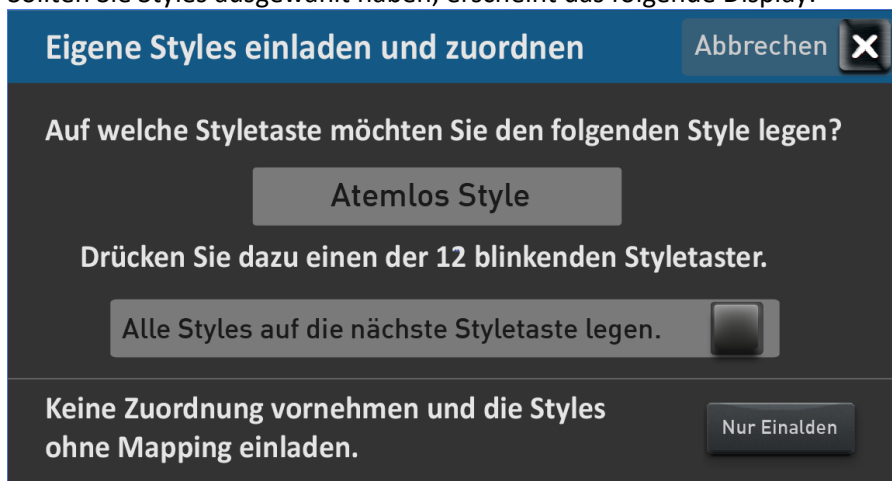 Sollten Sie Styles ausgewählt haben, erscheint das folgende Display:
Eigene Styles einladen und zuordnen
Abbrechen
Auf welche Styletaste möchten Sie den folgenden Style legen?
Atemlos Style
Drücken Sie dazu einen der 12 blinkenden Styletaster.
Alle Styles auf die nächste Styletaste legen.
Keine Zuordnung vornehmen und die Styles
ohne Mapping einladen.
Nur Einalden